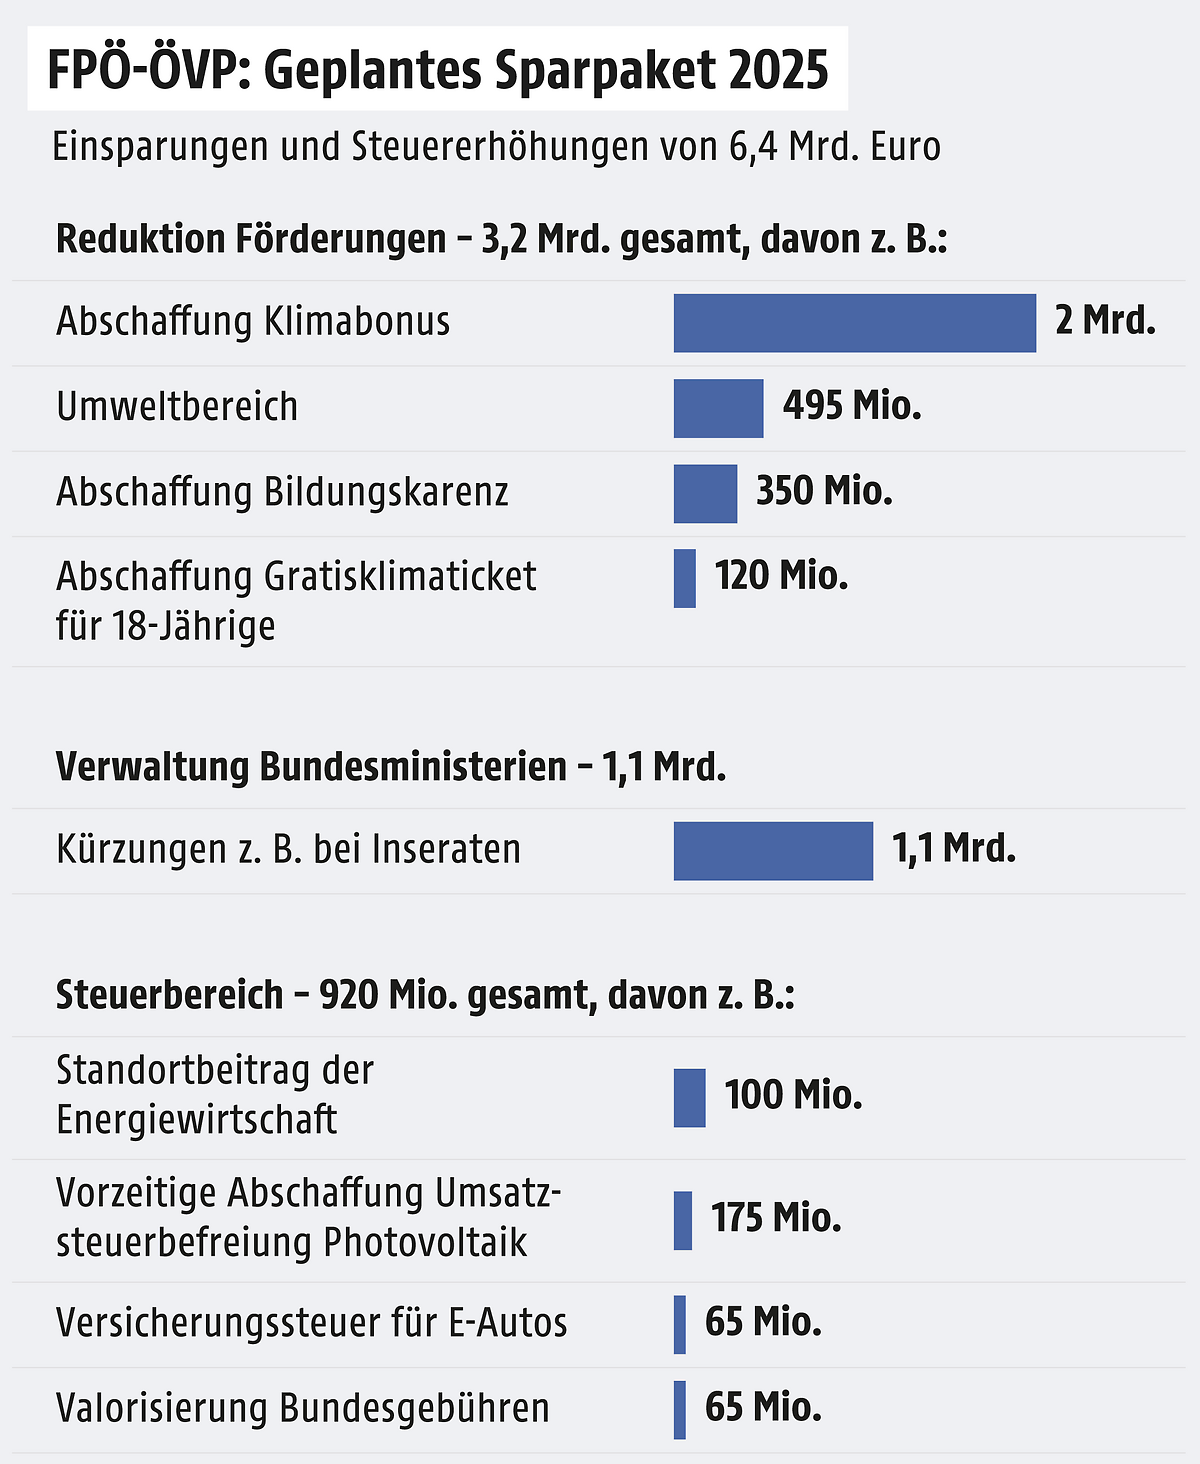 FPÖ-ÖVP: Geplantes Sparpaket 2025
Einsparungen und Steuererhöhungen von 6,4 Mrd. Euro
Reduktion Förderungen – 3,2 Mrd. gesamt, davon z. B.:
Abschaffung Klimabonus 2 Mrd.
Umweltbereich 495 Mio.
Abschaffung Bildungskarenz 350 Mio.
Abschaffung Gratisklimaticket 120 Mio.
für 18-Jährige
Verwaltung Bundesministerien – 1,1 Mrd.
Kürzungen z. B. bei Inseraten 1,1 Mrd.
Steuerbereich – 920 Mio. gesamt, davon z. B.:
Standortbeitrag der
Energiewirtschaft 100 Mio.
Vorzeitige Abschaffung Umsatz-
steuerbefreiung Photovoltaik 175 Mio.
Versicherungssteuer für E-Autos 65 Mio.
Valorisierung Bundesgebühren 65 Mio.